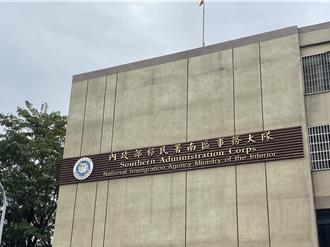 內政部移民署南區事務大隊
Southern Administration Corps
National Immigration Agency Ministry of the Interior